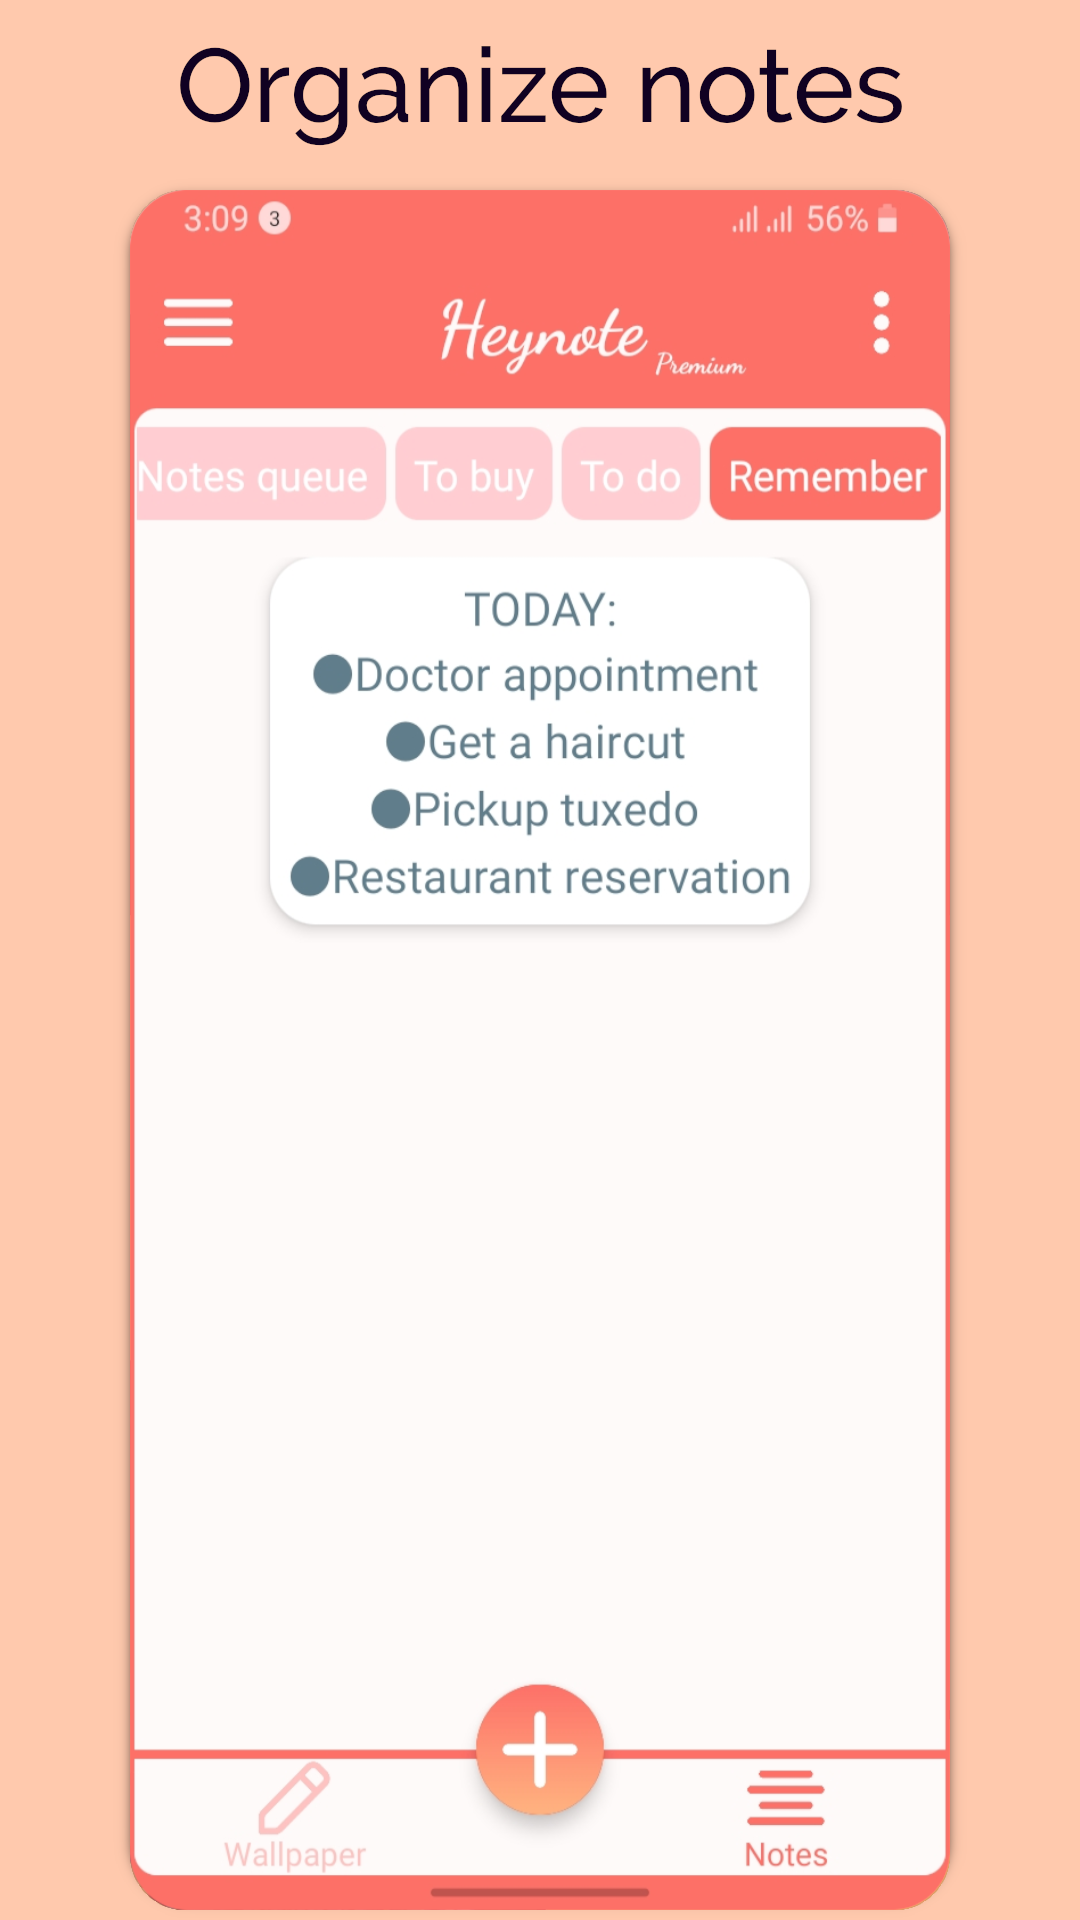 Organize notes
3:09 3 56%
Heynote Premium
Notes queue To buy To do Remember
TODAY:
●Doctor appointment
●Get a haircut
●Pickup tuxedo
●Restaurant reservation
Wallpaper Notes